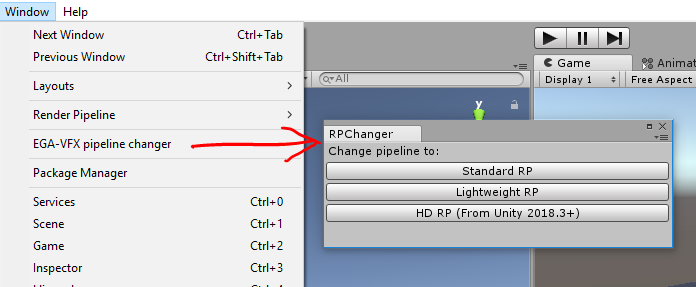 Window Help
Next Window Ctrl+Tab
Previous Window Ctrl+Shift+Tab
Layouts
Render Pipeline
EGA-VFX pipeline changer
Package Manager
Services Ctrl+0
Scene Ctrl+1
Game Ctrl+2
Inspector Ctrl+3
All
y
RPChanger
Change pipeline to:
Standard RP
Lightweight RP
HD RP (From Unity 2018.3+)
Game Animat
Display 1 Free Aspect